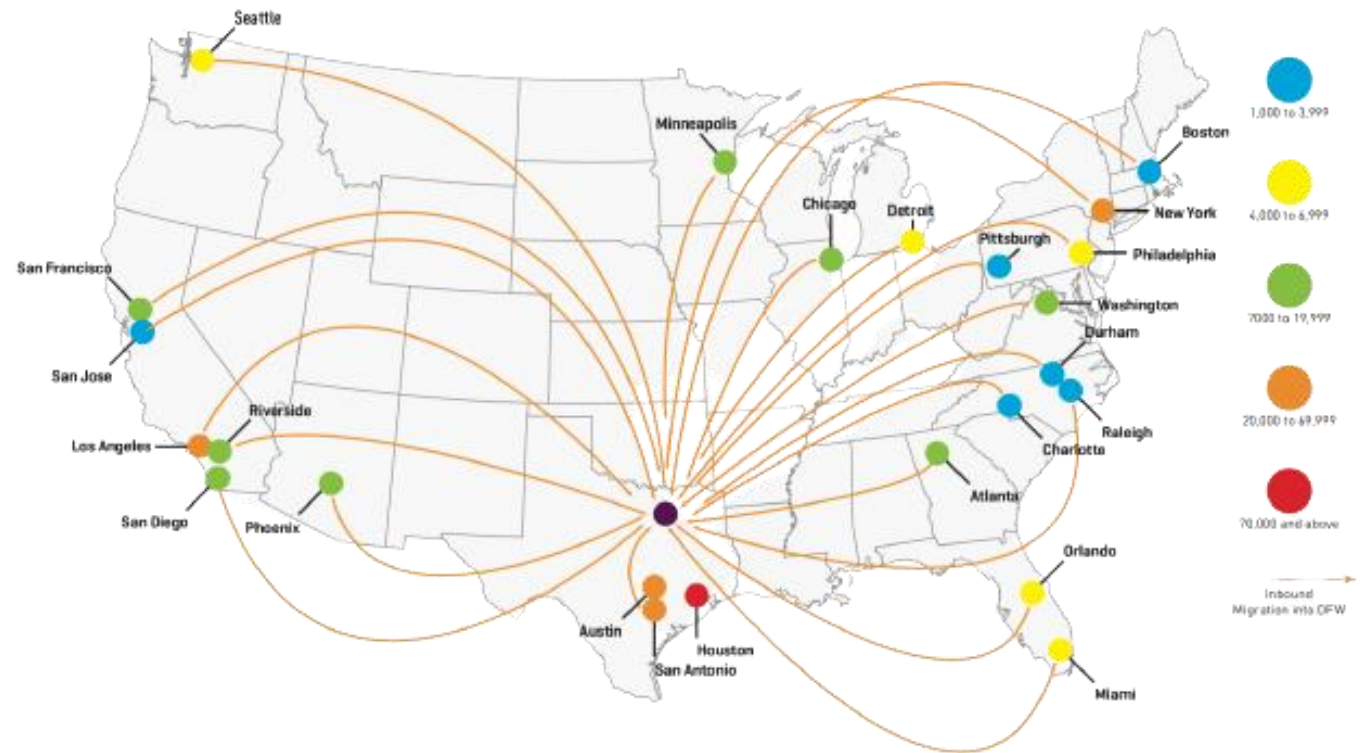 Seattle
Minneapolis
Boston
Chicago
Detroit
New York
Pittsburgh
Philadelphia
San Francisco
Washington
Durham
San Jose
Riverside
Los Angeles
Raleigh
Charlotte
San Diego
Phoenix
Atlanta
Orlando
Austin
Houston
San Antonio
Miami
1,000 to 3,999
4,000 to 6,999
7000 to 19,999
20,000 to 69,999
70,000 and above
Inbound
Migration into DFW